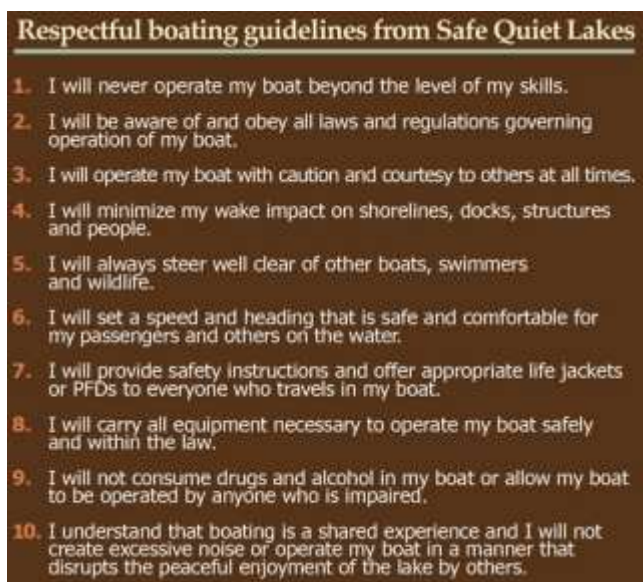 Respectful boating guidelines from Safe Quiet Lakes
1. I will never operate my boat beyond the level of my skills.
2. I will be aware of and obey all laws and regulations governing
operation of my boat.
3. I will operate my boat with caution and courtesy to others at all times.
4. I will minimize my wake impact on shorelines, docks, structures
and people.
5. I will always steer well clear of other boats, swimmers
and wildlife.
6. I will set a speed and heading that is safe and comfortable for
my passengers and others on the water.
7. I will provide safety instructions and offer appropriate life jackets
or PFDs to everyone who travels in my boat.
8. I will carry all equipment necessary to operate my boat safely
and within the law.
9. I will not consume drugs and alcohol in my boat or allow my boat
to be operated by anyone who is impaired.
10. I understand that boating is a shared experience and I will not
create excessive noise or operate my boat in a manner that
disrupts the peaceful enjoyment of the lake by others.